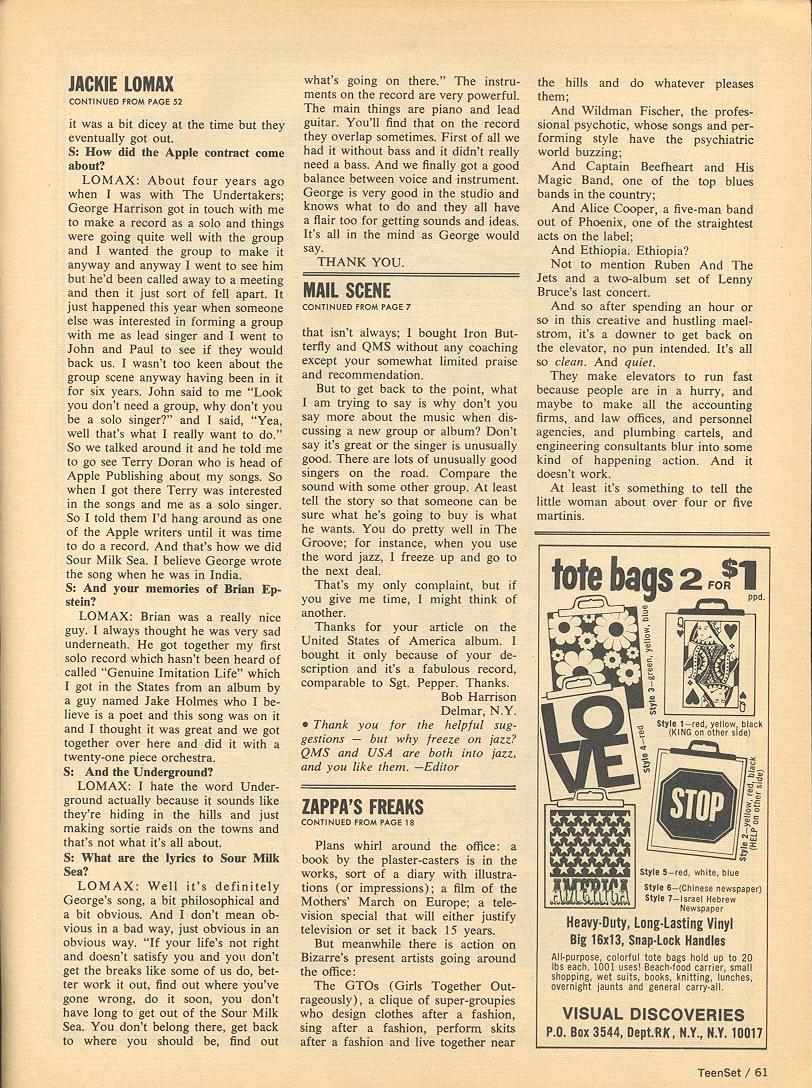 JACKIE LOMAX
CONTINUED FROM PAGE 52
it was a bit dicey at the time but they
eventually got out.
S: How did the Apple contract come
about?
LOMAX: About four years ago
when I was with The Undertakers;
George Harrison got in touch with me
to make a record as a solo and things
were going quite well with the group
and I wanted the group to make it
anyway and anyway I went to see him
but he'd been called away to a meeting
and then it just sort of fell apart. It
just happened this year when someone
else was interested in forming a group
with me as lead singer and I went to
John and Paul to see if they would
back us. I wasn't too keen about the
group scene anyway having been in it
for six years. John said to me "Look
you don't need a group, why don't you
be a solo singer?" and I said, "Yea,
well that's what I really want to do."
So we talked around it and he told me
to go see Terry Doran who is head of
Apple Publishing about my songs. So
when I got there Terry was interested
in the songs and me as a solo singer.
So I told them I'd hang around as one
of the Apple writers until it was time
to do a record. And that's how we did
Sour Milk Sea. I believe George wrote
the song when he was in India.
S: And your memories of Brian Ep-
stein?
LOMAX: Brian was a really nice
guy. I always thought he was very sad
underneath. He got together my first
solo record which hasn't been heard of
called "Genuine Imitation Life" which
I got in the States from an album by
a guy named Jake Holmes who I be-
lieve is a poet and this song was on it
and I thought it was great and we got
together over here and did it with a
twenty-one piece orchestra.
S: And the Underground?
LOMAX: I hate the word Under-
ground actually because it sounds like
they're hiding in the hills and just
making sortie raids on the towns and
that's not what it's all about.
S: What are the lyrics to Sour Milk
Sea?
LOMAX: Well it's definitely
George's song, a bit philosophical and
a bit obvious. And I don't mean ob-
vious in a bad way, just obvious in an
obvious way. "If your life's not right
and doesn't satisfy you and you don't
get the breaks like some of us do, bet-
ter work it out, find out where you've
gone wrong, do it soon, you don't
have long to get out of the Sour Milk
Sea. You don't belong there, get back
to where you should be, find out
what's going on there." The instru-
ments on the record are very powerful.
The main things are piano and lead
guitar. You'll find that on the record
they overlap sometimes. First of all we
had it without bass and it didn't really
need a bass. And we finally got a good
balance between voice and instrument.
George is very good in the studio and
knows what to do and they all have
a flair too for getting sounds and ideas.
It's all in the mind as George would
say.
THANK YOU.
MAIL SCENE
CONTINUED FROM PAGE 7
that isn't always; I bought Iron But-
terfly and QMS without any coaching
except your somewhat limited praise
and recommendation.
But to get back to the point, what
I am trying to say is why don't you
say more about the music when dis-
cussing a new group or album? Don't
say it's great or the singer is unusually
good. There are lots of unusually good
singers on the road. Compare the
sound with some other group. At least
tell the story so that someone can be
sure what he's going to buy is what
he wants. You do pretty well in The
Groove; for instance, when you use
the word jazz, I freeze up and go to
the next deal.
That's my only complaint, but if
you give me time, I might think of
another.
Thanks for your article on the
United States of America album. I
bought it only because of your de-
scription and it's a fabulous record,
comparable to Sgt. Pepper. Thanks.
Bob Harrison
Delmar, N.Y.
• Thank you for the helpful sug-
gestions — but why freeze on jazz?
QMS and USA are both into jazz,
and you like them. —Editor
ZAPPA'S FREAKS
CONTINUED FROM PAGE 18
Plans whirl around the office: a
book by the plaster-casters is in the
works, sort of a diary with illustra-
tions (or impressions); a film of the
Mothers' March on Europe; a tele-
vision special that will either justify
television or set it back 15 years.
But meanwhile there is action on
Bizarre's present artists going around
the office:
The GTOs (Girls Together Out-
rageously), a clique of super-groupies
who design clothes after a fashion,
sing after a fashion, perform skits
after a fashion and live together near
the hills and do whatever pleases
them;
And Wildman Fischer, the profes-
sional psychotic, whose songs and per-
forming style have the psychiatric
world buzzing;
And Captain Beefheart and His
Magic Band, one of the top blues
bands in the country;
And Alice Cooper, a five-man band
out of Phoenix, one of the straightest
acts on the label;
And Ethiopia. Ethiopia?
Not to mention Ruben And The
Jets and a two-album set of Lenny
Bruce's last concert.
And so after spending an hour or
so in this creative and hustling mael-
strom, it's a downer to get back on
the elevator, no pun intended. It's all
so clean. And quiet.
They make elevators to run fast
because people are in a hurry, and
maybe to make all the accounting
firms, and law offices, and personnel
agencies, and plumbing cartels, and
engineering consultants blur into some
kind of happening action. And it
doesn't work.
At least it's something to tell the
little woman about over four or five
martinis.
tote bags 2 FOR $1
ppd.
Style 3—green, yellow, blue
Q
Q
Style 1—red, yellow, black
(KING on other side)
LOVE
Style 4—red
STOP
Style 2—yellow, red, black
(HELP on other side)
AMERICA
Style 5—red, white, blue
Style 6—(Chinese newspaper)
Style 7—Israel Hebrew
Newspaper
Heavy-Duty, Long-Lasting Vinyl
Big 16x13, Snap-Lock Handles
All-purpose, colorful tote bags hold up to 20
lbs each. 1001 uses! Beach-food carrier, small
shopping, wet suits, books, knitting, lunches,
overnight jaunts and general carry-all.
VISUAL DISCOVERIES
P.O. Box 3544, Dept.RK, N.Y., N.Y. 10017
TeenSet / 61